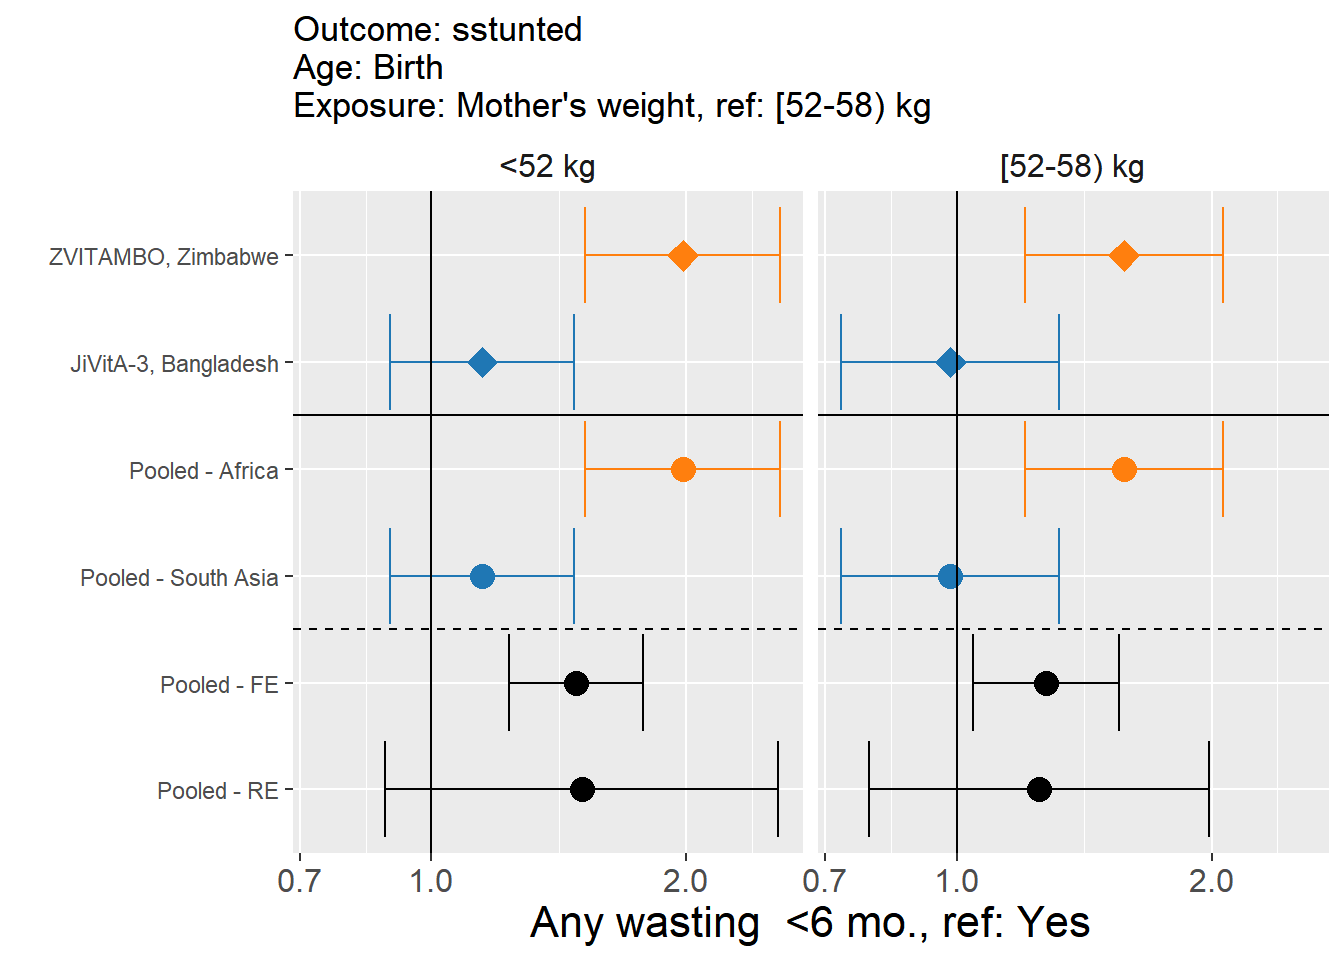 Outcome: sstunted
Age: Birth
Exposure: Mother's weight, ref: [52-58) kg
<52 kg
[52-58) kg
ZVITAMBO, Zimbabwe
JiVitA-3, Bangladesh
Pooled - Africa
Pooled - South Asia
Pooled - FE
Pooled - RE
0.7 1.0 2.0 0.7 1.0 2.0
Any wasting  <6 mo., ref: Yes